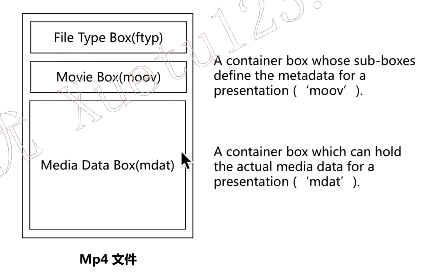 File Type Box(ftyp)
Movie Box(moov)
A container box whose sub-boxes
define the metadata for a
presentation (‘moov’).
Media Data Box(mdat)
A container box which can hold
the actual media data for a
presentation (‘mdat’).
Mp4 文件